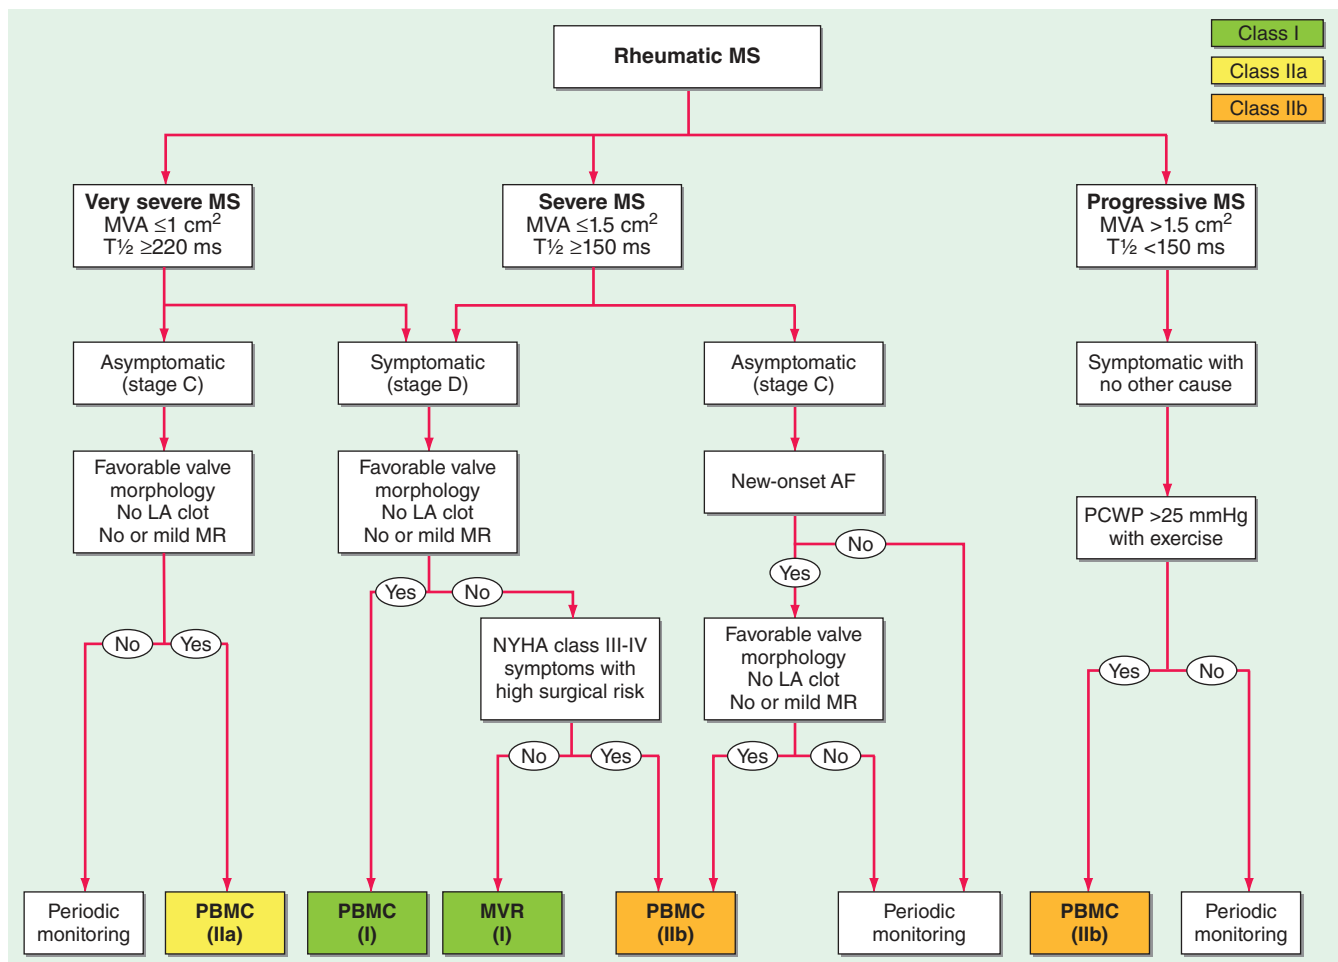 Rheumatic MS
Class I
Class IIa
Class IIb
Very severe MS
MVA ≤1 cm²
T½ ≥220 ms
Severe MS
MVA ≤1.5 cm²
T½ ≥150 ms
Progressive MS
MVA >1.5 cm²
T½ <150 ms
Asymptomatic
(stage C)
Symptomatic
(stage D)
Asymptomatic
(stage C)
Symptomatic with
no other cause
Favorable valve
morphology
No LA clot
No or mild MR
Favorable valve
morphology
No LA clot
No or mild MR
New-onset AF
PCWP >25 mmHg
with exercise
No
Yes
Yes
No
NYHA class III-IV
symptoms with
high surgical risk
Favorable valve
morphology
No LA clot
No or mild MR
No
Yes
Yes
No
No
Yes
Yes
No
Periodic
monitoring
PBMC
(IIa)
PBMC
(I)
MVR
(I)
PBMC
(IIb)
Periodic
monitoring
PBMC
(IIb)
Periodic
monitoring